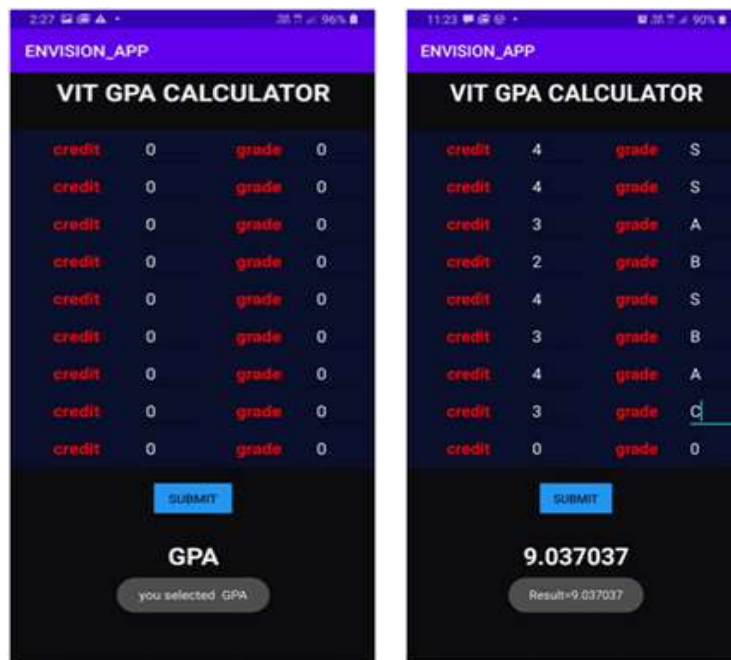 2:27 96%
ENVISION_APP
VIT GPA CALCULATOR
credit 0 grade 0
credit 0 grade 0
credit 0 grade 0
credit 0 grade 0
credit 0 grade 0
credit 0 grade 0
credit 0 grade 0
credit 0 grade 0
credit 0 grade 0
SUBMIT
GPA
you selected GPA
11:23 90%
ENVISION_APP
VIT GPA CALCULATOR
credit 4 grade S
credit 4 grade S
credit 3 grade A
credit 2 grade B
credit 4 grade S
credit 3 grade B
credit 4 grade A
credit 3 grade C
credit 0 grade 0
SUBMIT
9.037037
Result=9.037037